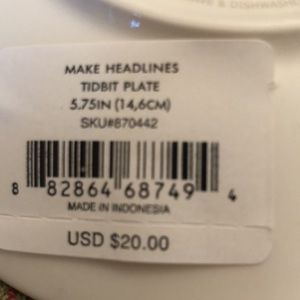 & DISHWASHE
MAKE HEADLINES
TIDBIT PLATE
5.75IN (14,6CM)
SKU#870442
8 82864 68749 4
MADE IN INDONESIA
USD $20.00